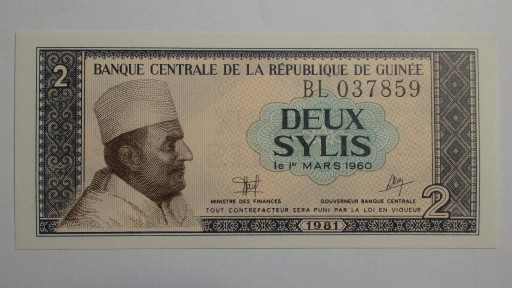 2
BANQUE CENTRALE DE LA RÉPUBLIQUE DE GUINÉE
BL 037859
DEUX
SYLIS
le 1er MARS 1960
MINISTRE DES FINANCES GOUVERNEUR BANQUE CENTRALE
TOUT CONTREFACTEUR SERA PUNI PAR LA LOI EN VIGUEUR
2
1981